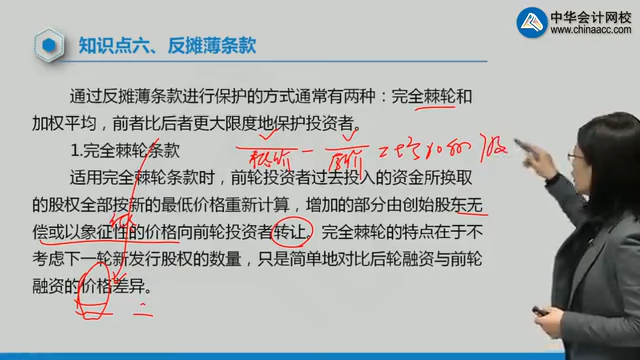 中华会计网校
www.chinaacc.com
知识点六、反摊薄条款
通过反摊薄条款进行保护的方式通常有两种：完全棘轮和
加权平均，前者比后者更大限度地保护投资者。
1.完全棘轮条款
适用完全棘轮条款时，前轮投资者过去投入的资金所换取
的股权全部按新的最低价格重新计算，增加的部分由创始股东无
偿或以象征性的价格向前轮投资者转让。完全棘轮的特点在于不
考虑下一轮新发行股权的数量，只是简单地对比后轮融资与前轮
融资的价格差异。